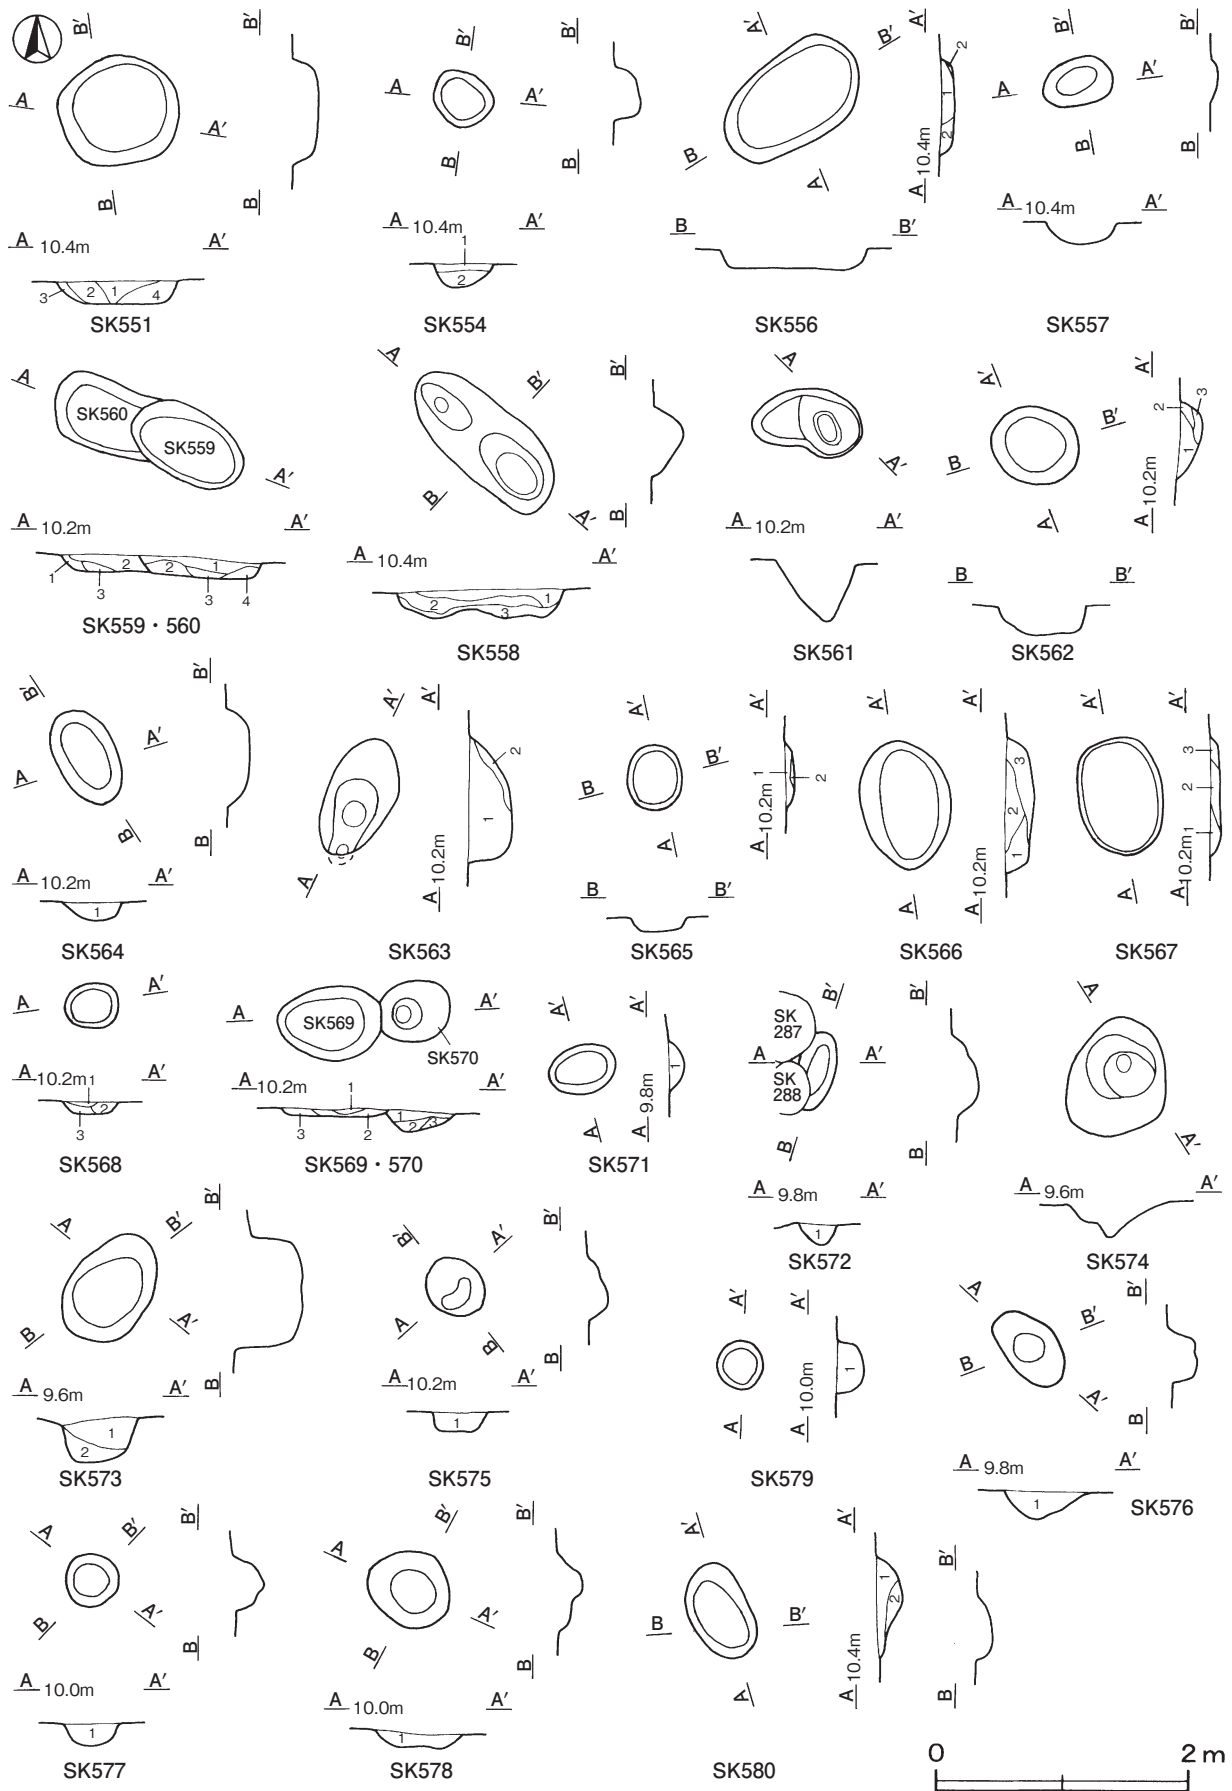 B′ B′ B′ B′ A′ B′ A′ 2 B′ B′
A A′ B B
A A′ B B
B A 1 2 A 10.4m
A A′ B B
A 10.4m A′
3 2 1 4
SK551
A 10.4m A′
1
2
SK554
B B′
SK556
A 10.4m A′
SK557
A A′
SK560
SK559
A 10.2m A′
1 3 2 2 1 3 4
SK559・560
A B′ B A′ B′ B
A 10.4m A′
2 3 1
SK558
A A′
A 10.2m A′
SK561
A′ B′ B A A′ 2 3 1 A 10.2m
B B′
SK562
B′ A′ A B B′ B
A 10.2m A′
1
SK564
A′ A A′ 2 1 A 10.2m
SK563
A′ B′ B A A′ 1 2 A 10.2m
B B′
SK565
A′ A A′ 3 2 1 A 10.2m
SK566
A′ A A′ 3 2 1 A 10.2m
SK567
A A′
A 10.2m 1 A′
2
3
SK568
A SK569 A′
SK570
A 10.2m 1 A′
3 2 1 2 3
SK569・570
A′ A A′ 1 A 9.8m
SK571
SK
287
B′ A A′
SK
288
B B′ B
A 9.8m A′
1
SK572
A A′
A 9.6m A′
SK574
A B′ B A′ B′ B
A 9.6m A′
1
2
SK573
B′ A′ A B B′ B
A 10.2m A′
1
SK575
A′ A A′ 1 A 10.0m
SK579
A B′ B A′ B′ B
A 9.8m A′
1
SK576
A B′ B A′ B′ B
A 10.0m A′
1
SK577
A B′ A′ B B′ B
A 10.0m A′
1
SK578
A′ B B′ A A′ 1 2 A 10.4m B′ B
SK580
0 2 m